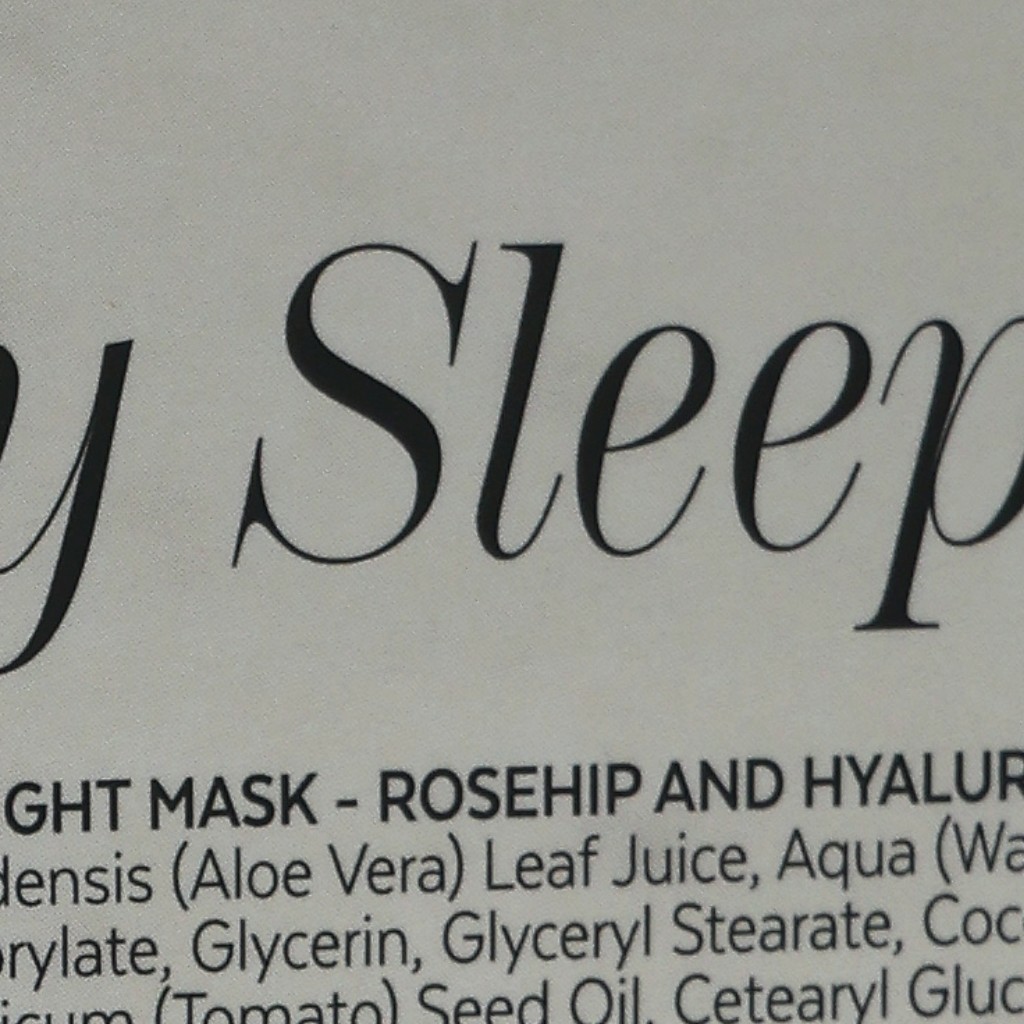 y Sleep
GHT MASK - ROSEHIP AND HYALUR
densis (Aloe Vera) Leaf Juice, Aqua (Wa
rylate, Glycerin, Glyceryl Stearate, Coc
icum (Tomato) Seed Oil, Cetearyl Gluc